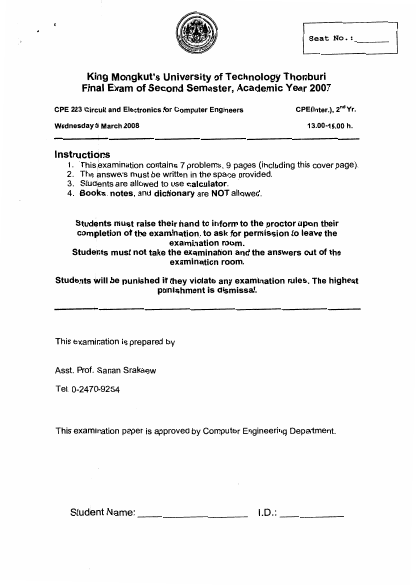 Seat No.:______
King Mongkut's University of Technology Thonburi
Final Exam of Second Semester, Academic Year 2007
CPE 223 Circuit and Electronics for Computer Engineers CPE(Inter.), 2nd Yr.
Wednesday 5 March 2008 13.00-16.00 h.
Instructions
1. This examination contains 7 problems, 9 pages (including this cover page).
2. The answers must be written in the space provided.
3. Students are allowed to use calculator.
4. Books, notes, and dictionary are NOT allowed.
Students must raise their hand to inform to the proctor upon their
completion of the examination, to ask for permission to leave the
examination room.
Students must not take the examination and the answers out of the
examination room.
Students will be punished if they violate any examination rules. The highest
punishment is dismissal.
This examination is prepared by
Asst. Prof. Sanan Srakaew
Tel 0-2470-9254
This examination paper is approved by Computer Engineering Department.
Student Name: ________________ I.D.: _________